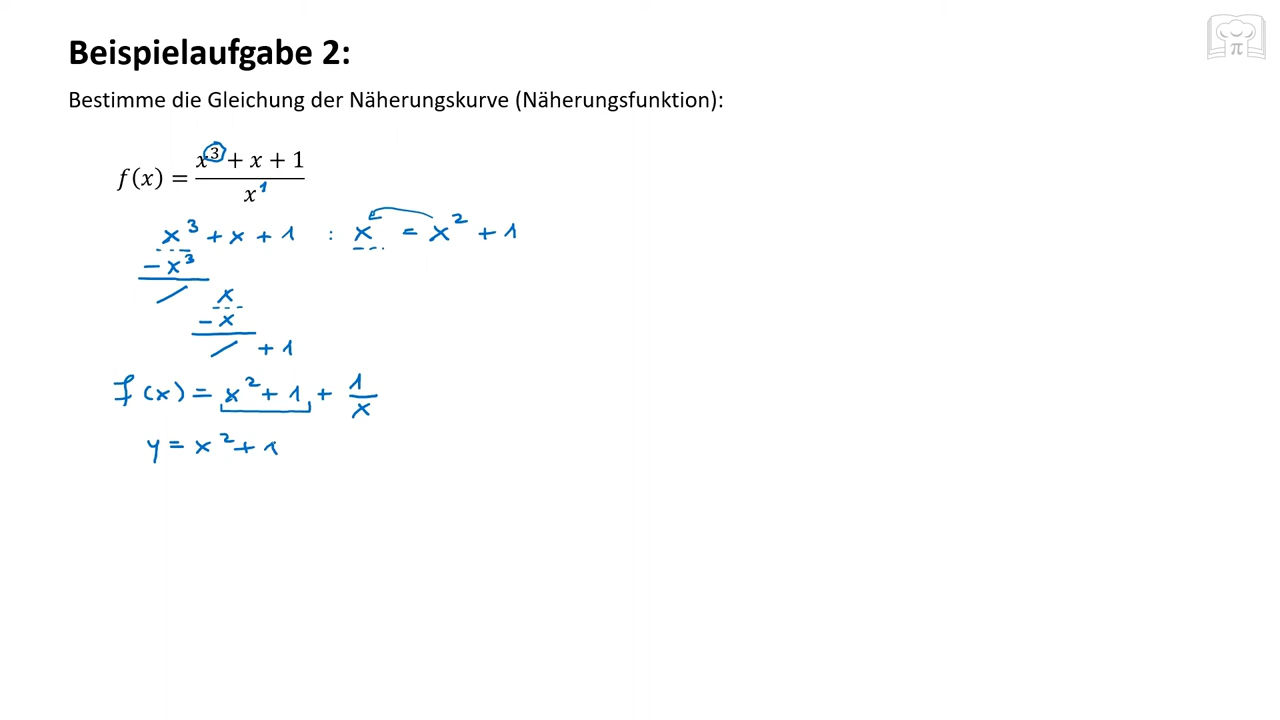 Beispielaufgabe 2:
Bestimme die Gleichung der Näherungskurve (Näherungsfunktion):
f(x) = (x³ + x + 1) / x¹
x³ + x + 1 : x = x² + 1
− x³
x
− x
+ 1
f(x) = x² + 1 + 1/x
y = x² + 1
π